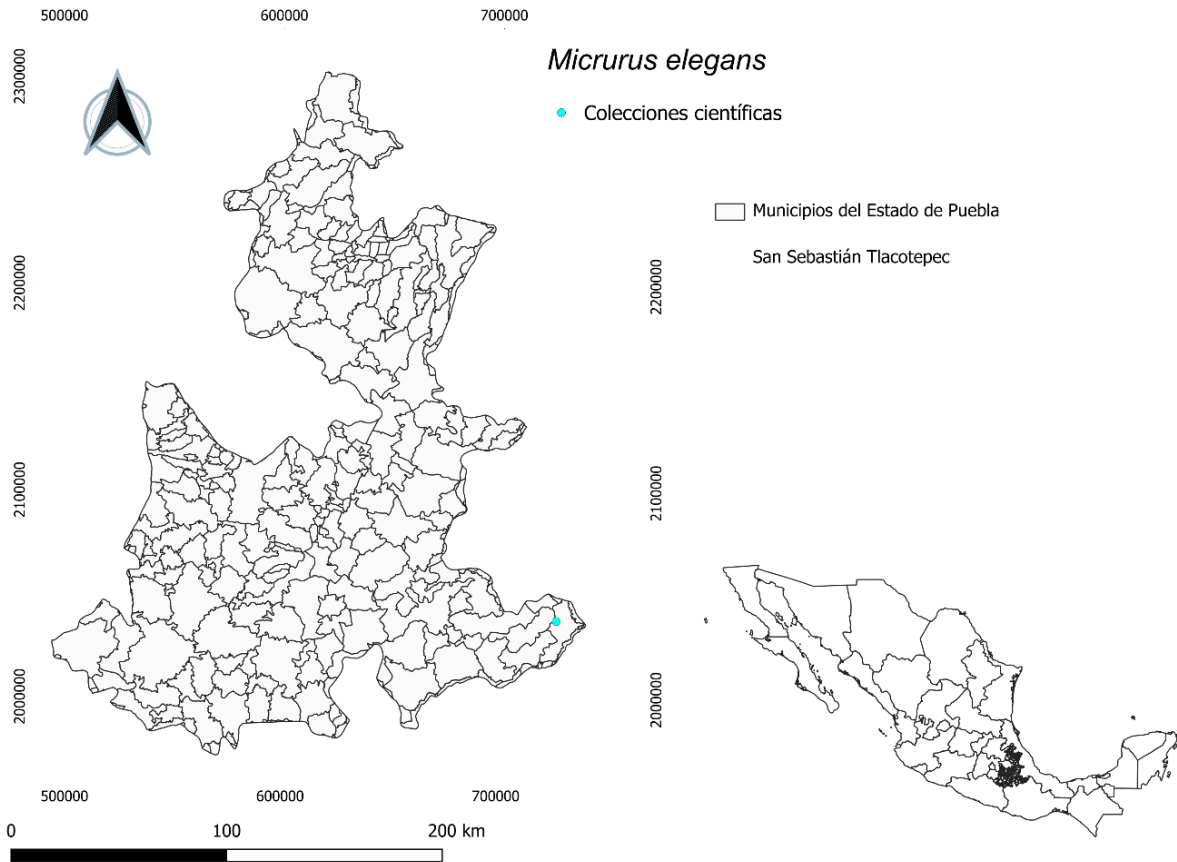 500000 600000 700000
Micrurus elegans
Colecciones científicas
Municipios del Estado de Puebla
San Sebastián Tlacotepec
2300000
2200000
2100000
2000000
2200000
2100000
2000000
500000 600000 700000
0 100 200 km